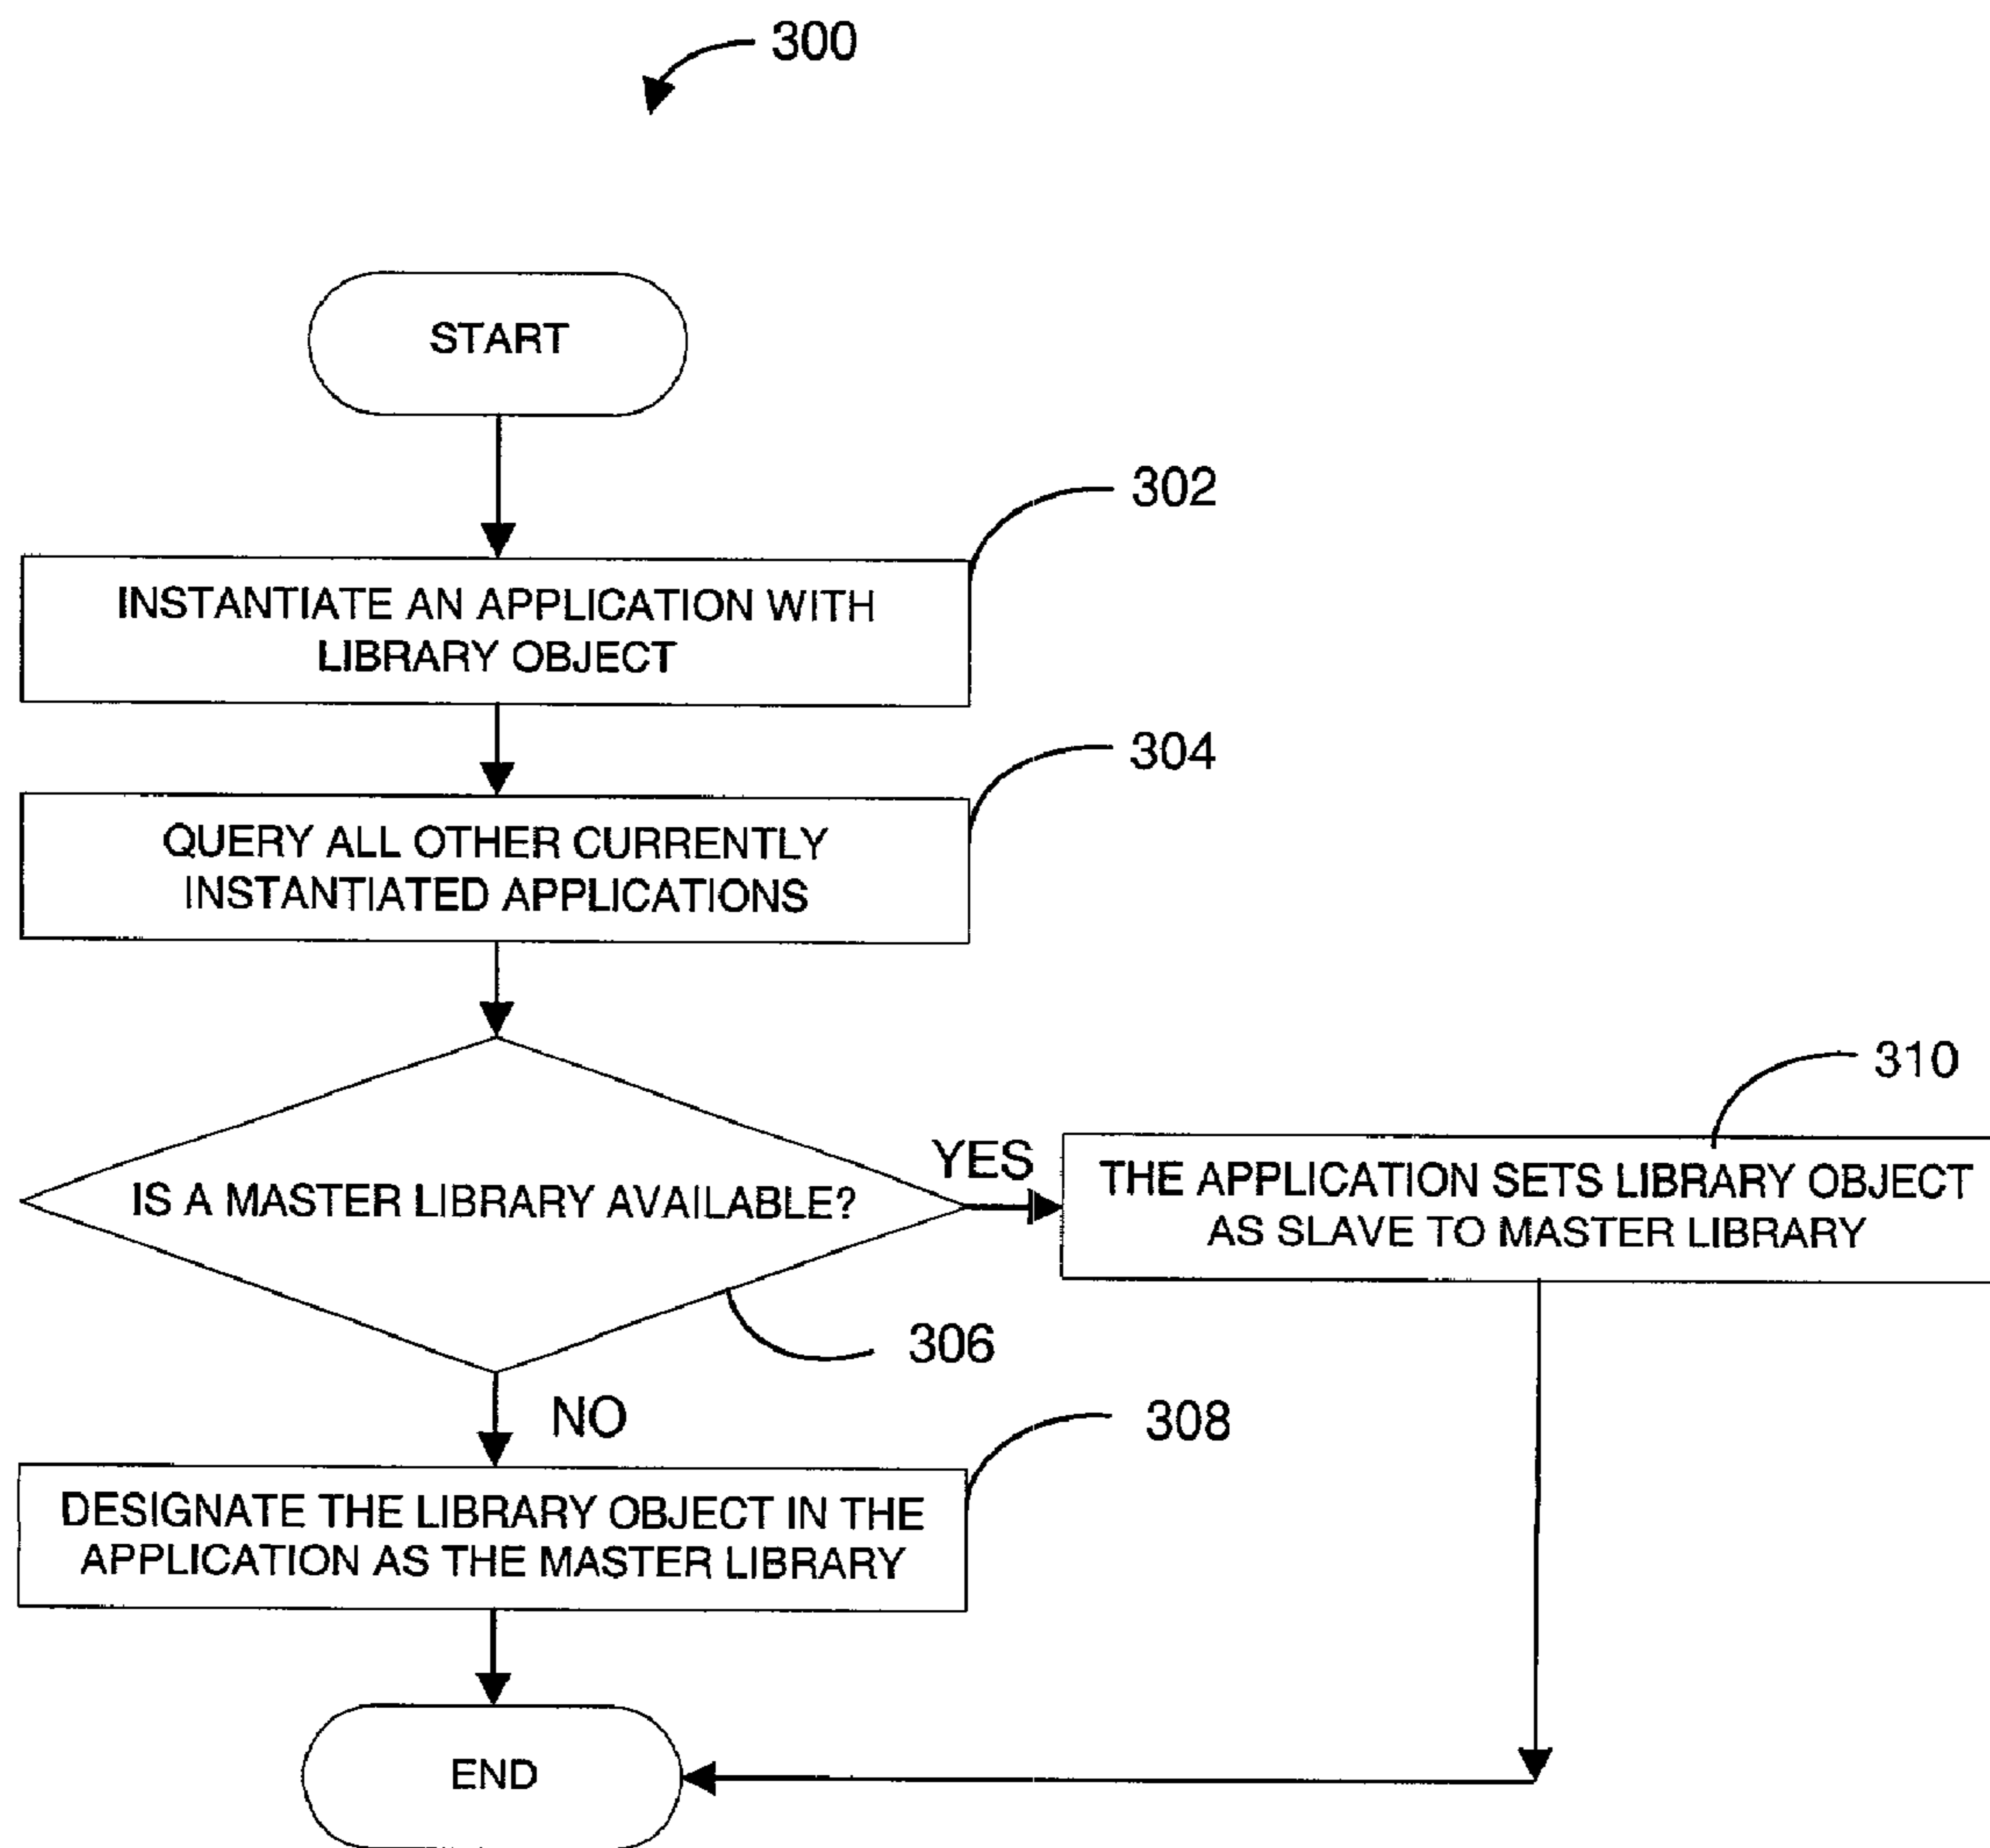 300
START
302
INSTANTIATE AN APPLICATION WITH
LIBRARY OBJECT
304
QUERY ALL OTHER CURRENTLY
INSTANTIATED APPLICATIONS
IS A MASTER LIBRARY AVAILABLE?
YES
310
THE APPLICATION SETS LIBRARY OBJECT
AS SLAVE TO MASTER LIBRARY
306
NO
308
DESIGNATE THE LIBRARY OBJECT IN THE
APPLICATION AS THE MASTER LIBRARY
END